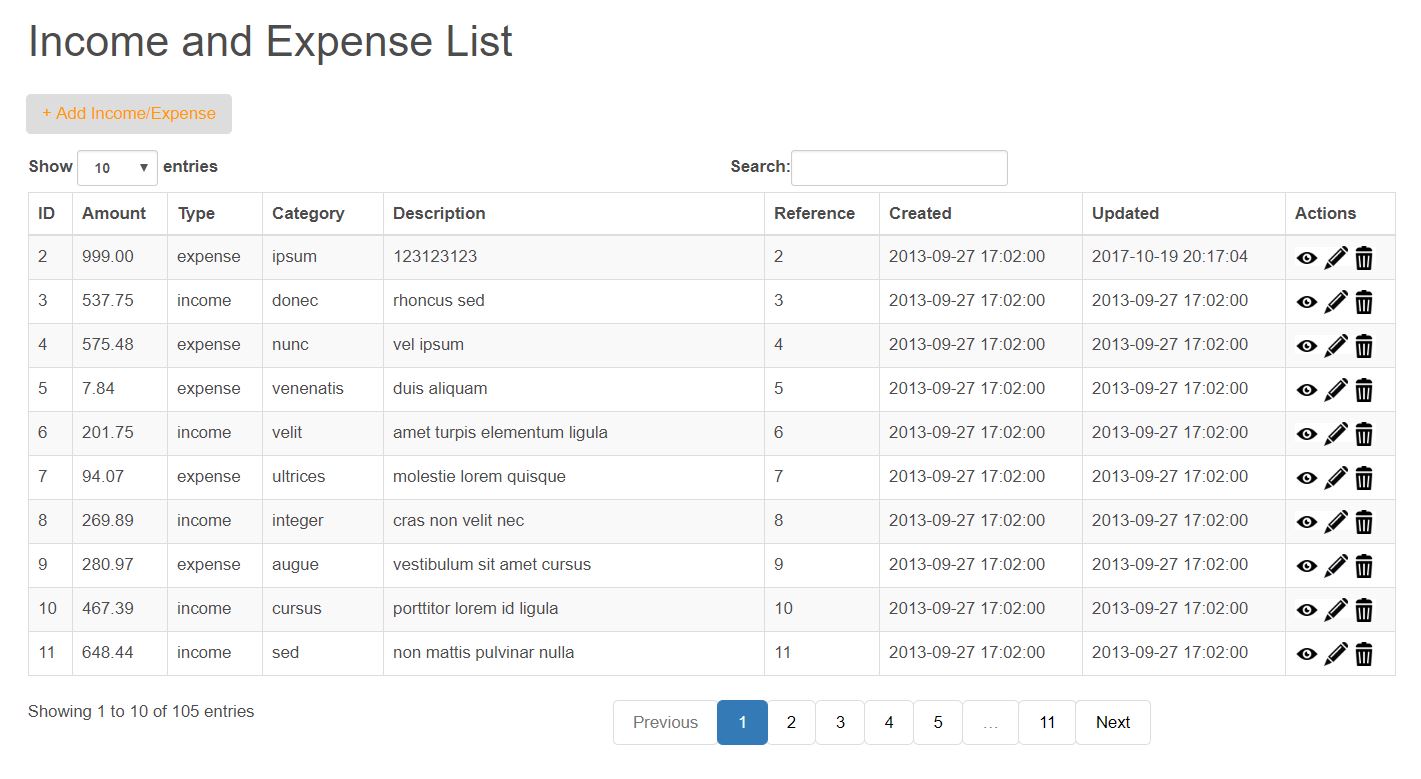 Income and Expense List
+ Add Income/Expense
Show 10 entries Search:
ID Amount Type Category Description Reference Created Updated Actions
2 999.00 expense ipsum 123123123 2 2013-09-27 17:02:00 2017-10-19 20:17:04
3 537.75 income donec rhoncus sed 3 2013-09-27 17:02:00 2013-09-27 17:02:00
4 575.48 expense nunc vel ipsum 4 2013-09-27 17:02:00 2013-09-27 17:02:00
5 7.84 expense venenatis duis aliquam 5 2013-09-27 17:02:00 2013-09-27 17:02:00
6 201.75 income velit amet turpis elementum ligula 6 2013-09-27 17:02:00 2013-09-27 17:02:00
7 94.07 expense ultrices molestie lorem quisque 7 2013-09-27 17:02:00 2013-09-27 17:02:00
8 269.89 income integer cras non velit nec 8 2013-09-27 17:02:00 2013-09-27 17:02:00
9 280.97 expense augue vestibulum sit amet cursus 9 2013-09-27 17:02:00 2013-09-27 17:02:00
10 467.39 income cursus porttitor lorem id ligula 10 2013-09-27 17:02:00 2013-09-27 17:02:00
11 648.44 income sed non mattis pulvinar nulla 11 2013-09-27 17:02:00 2013-09-27 17:02:00
Showing 1 to 10 of 105 entries Previous 1 2 3 4 5 … 11 Next